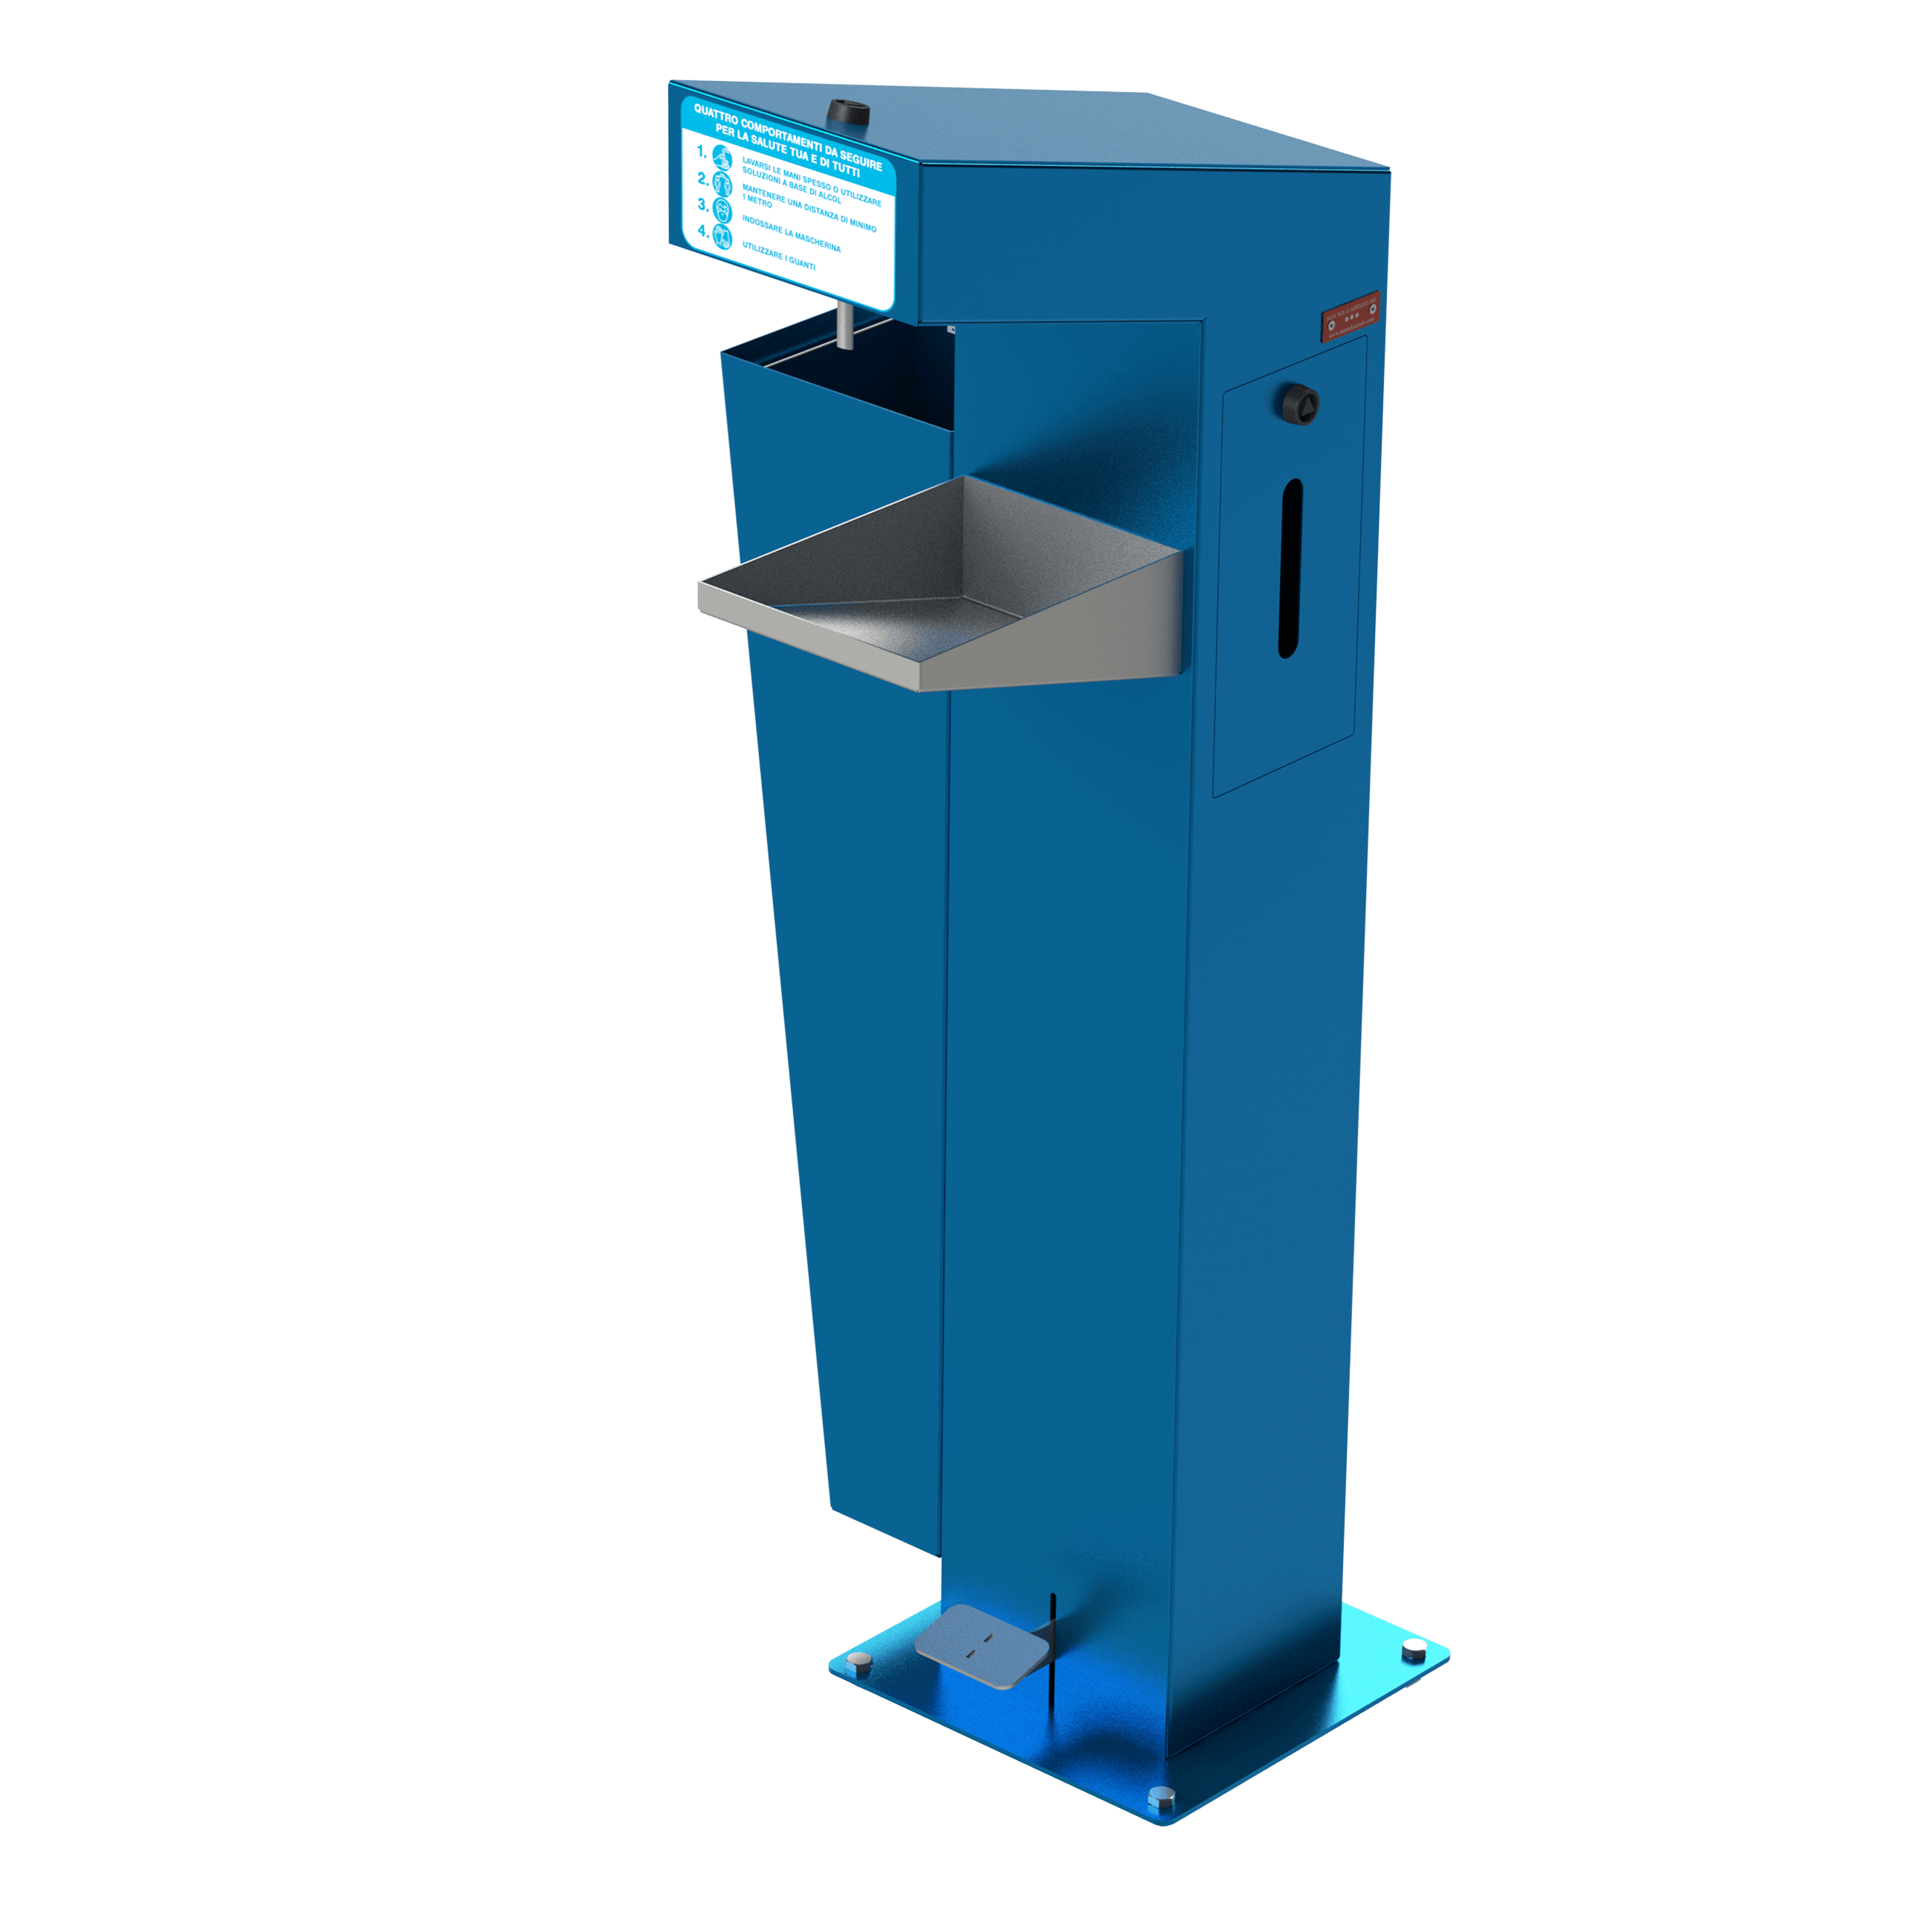 QUATTRO COMPORTAMENTI DA SEGUIRE
PER LA SALUTE TUA E DI TUTTI
1. LAVARSI LE MANI SPESSO O UTILIZZARE
SOLUZIONI A BASE DI ALCOL
2. MANTENERE UNA DISTANZA DI MINIMO
1 METRO
3. INDOSSARE LA MASCHERINA
4. UTILIZZARE I GUANTI